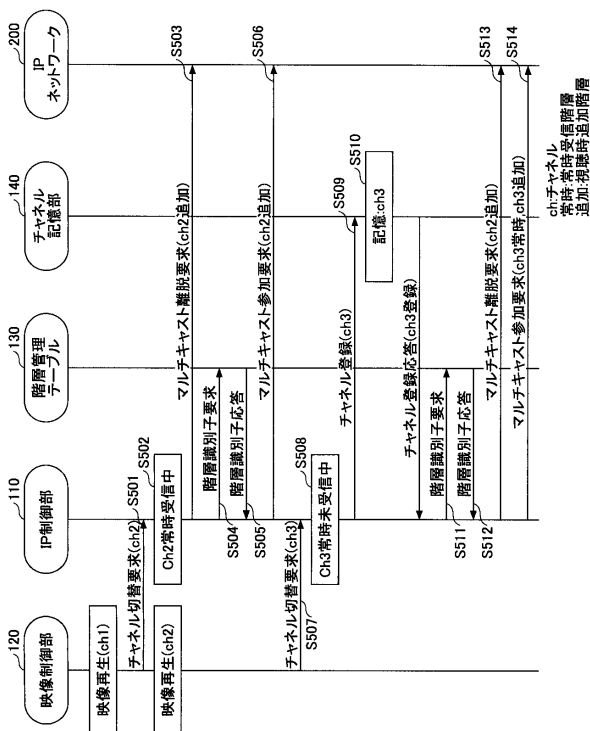 120
映像制御部
110
IP制御部
130
階層管理
テーブル
140
チャネル
記憶部
200
IP
ネットワーク
映像再生(ch1)
チャネル切替要求(ch2)
S501
映像再生(ch2)
Ch2常時受信中
S502
マルチキャスト離脱要求(ch2追加)
S503
階層識別子要求
S504
階層識別子応答
S505
マルチキャスト参加要求(ch2追加)
S506
チャネル切替要求(ch3)
S507
Ch3常時未受信中
S508
チャネル登録(ch3)
S509
記憶:ch3
S510
チャネル登録応答(ch3登録)
階層識別子要求
S511
階層識別子応答
S512
マルチキャスト離脱要求(ch2追加)
S513
マルチキャスト参加要求(ch3常時,ch3追加)
S514
ch:チャネル
常時:常時受信階層
追加:視聴時追加階層